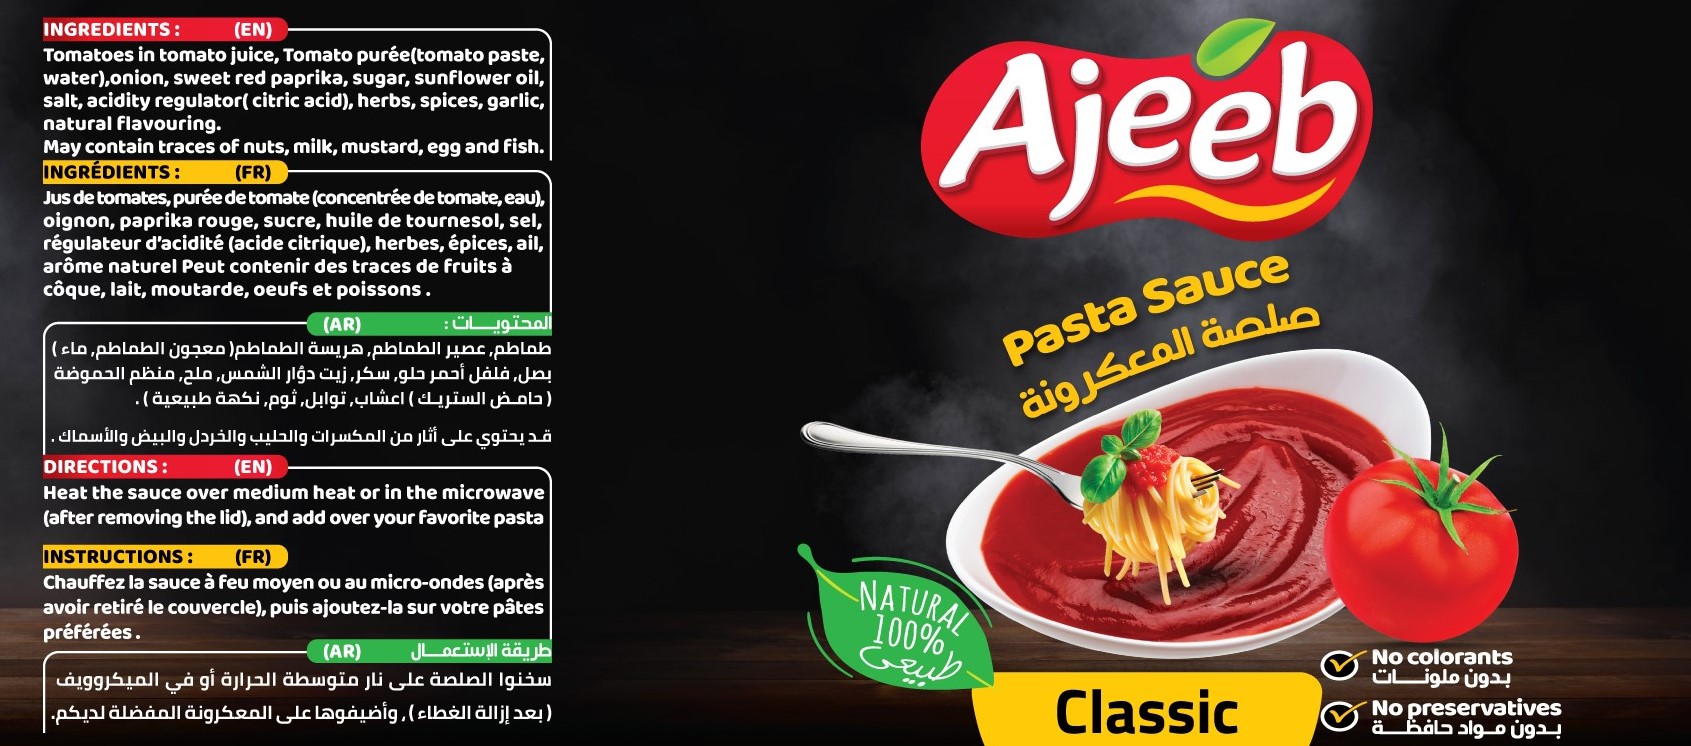 INGREDIENTS : (EN)
Tomatoes in tomato juice, Tomato purée(tomato paste,
water),onion, sweet red paprika, sugar, sunflower oil,
salt, acidity regulator( citric acid), herbs, spices, garlic,
natural flavouring.
May contain traces of nuts, milk, mustard, egg and fish.
INGRÉDIENTS : (FR)
Jus de tomates, purée de tomate (concentrée de tomate, eau),
oignon, paprika rouge, sucre, huile de tournesol, sel,
régulateur d'acidité (acide citrique), herbes, épices, ail,
arôme naturel Peut contenir des traces de fruits à
côque, lait, moutarde, oeufs et poissons .
المحتويـــات : (AR)
طماطم, عصير الطماطم, هريسة الطماطم( معجون الطماطم, ماء )
بصل, فلفل أحمر حلو, سكر, زيت دوّار الشمس, ملح, منظم الحموضة
( حامـض الستريـك ) اعشاب, توابل, ثوم, نكهة طبيعية ) .
قـد يحتوي على أثار من المكسرات والحليب والخردل والبيض والأسماك .
DIRECTIONS : (EN)
Heat the sauce over medium heat or in the microwave
(after removing the lid), and add over your favorite pasta
INSTRUCTIONS : (FR)
Chauffez la sauce à feu moyen ou au micro-ondes (après
avoir retiré le couvercle), puis ajoutez-la sur votre pâtes
préférées .
طريقة الإستعمـــال (AR)
سخنوا الصلصة على نار متوسطة الحرارة أو في الميكروويف
( بعد إزالة الغطاء ) , وأضيفوها على المعكرونة المفضلة لديكم.
Ajeeb
Pasta Sauce
صلصة المعكرونة
NATURAL
100%
طبيعي
Classic
No colorants
بدون ملونـــات
No preservatives
بـدون مـواد حافظـــة